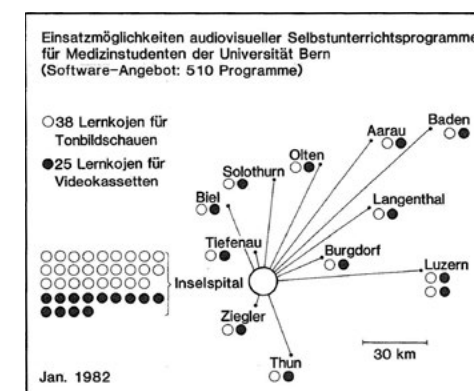 Einsatzmöglichkeiten audiovisueller Selbstunterrichtsprogramme
für Medizinstudenten der Universität Bern
(Software-Angebot: 510 Programme)
38 Lernkojen für
Tonbildschauen
25 Lernkojen für
Videokassetten
Baden
Aarau
Olten
Solothurn
Biel
Langenthal
Tiefenau
Burgdorf
Luzern
Inselspital
Ziegler
Thun
30 km
Jan. 1982